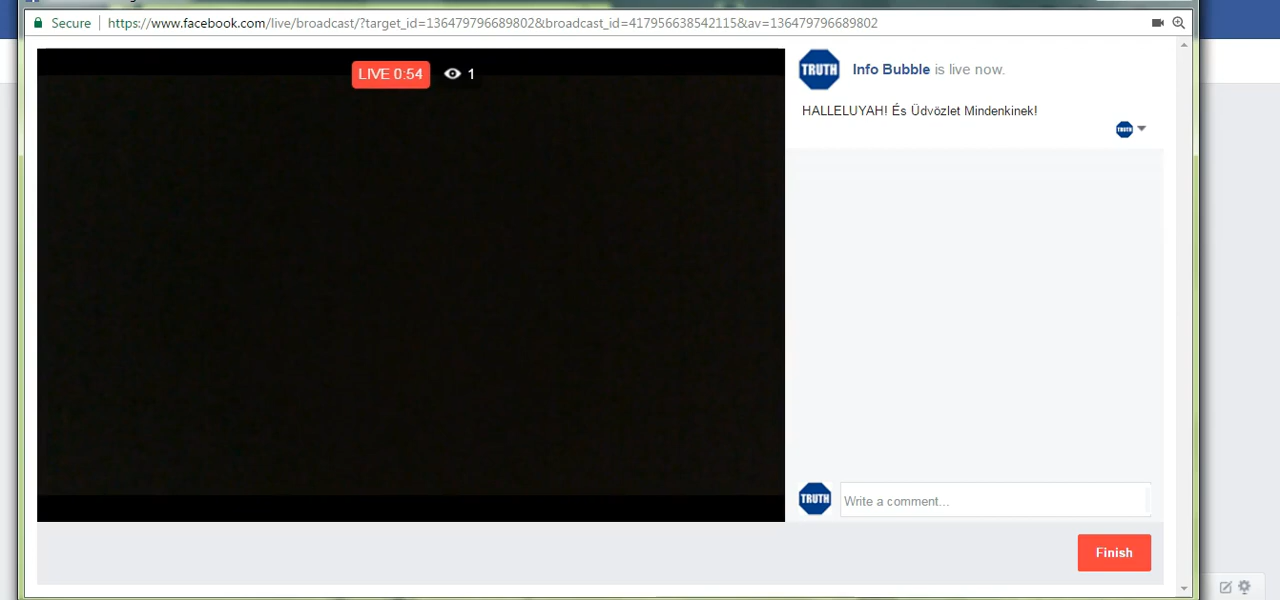 Secure https://www.facebook.com/live/broadcast/?target_id=136479796689802&broadcast_id=417956638542115&av=136479796689802
LIVE 0:54 1
TRUTH Info Bubble is live now.
HALLELUYAH! És Üdvözlet Mindenkinek!
TRUTH
TRUTH Write a comment...
Finish